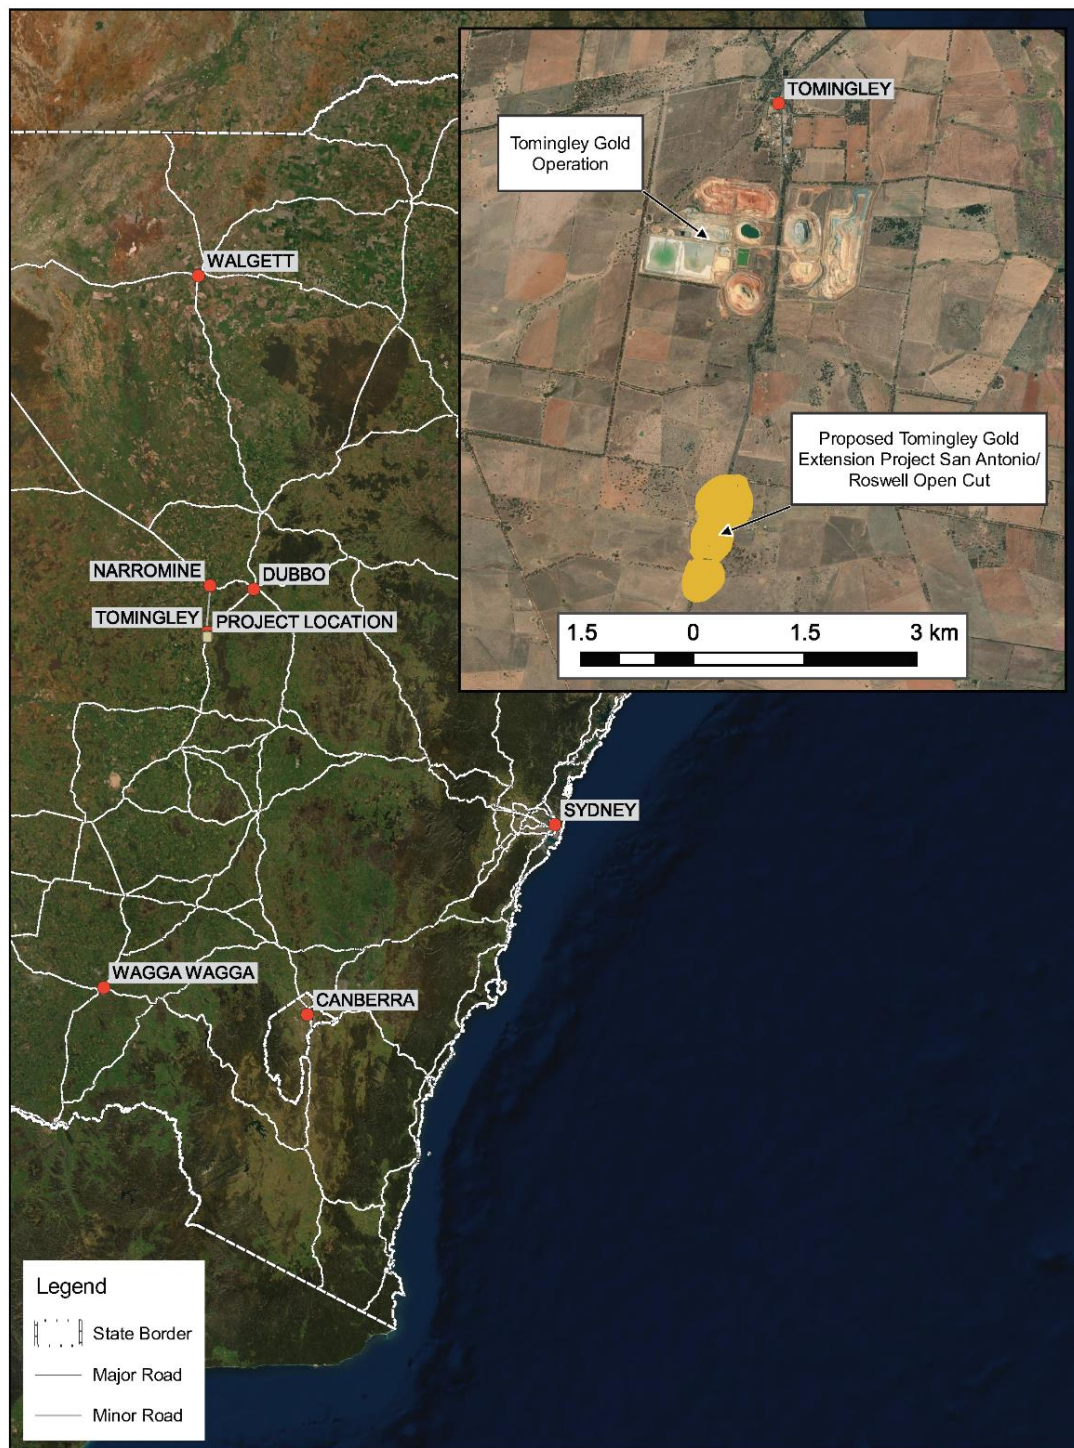 TOMINGLEY
Tomingley Gold
Operation
WALGETT
Proposed Tomingley Gold
Extension Project San Antonio/
Roswell Open Cut
NARROMINE
DUBBO
TOMINGLEY
PROJECT LOCATION
1.5 0 1.5 3 km
SYDNEY
WAGGA WAGGA
CANBERRA
Legend
State Border
Major Road
Minor Road